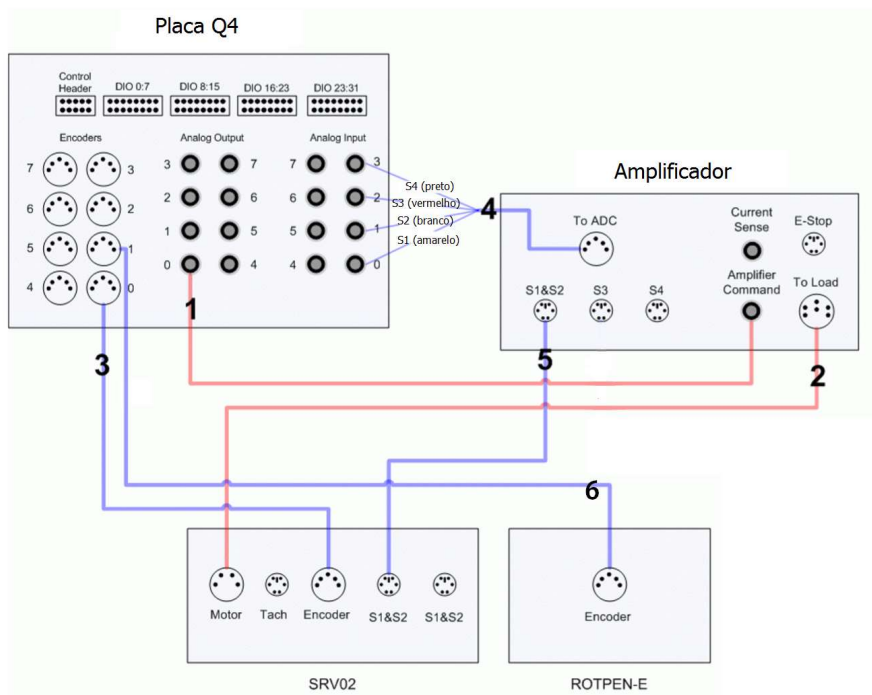 Placa Q4
Control
Header
DIO 0:7
DIO 8:15
DIO 16:23
DIO 23:31
Encoders
Analog Output
Analog Input
7
3
3
7
7
3
6
2
2
6
6
2
5
1
1
5
5
1
4
0
0
4
4
0
S4 (preto)
S3 (vermelho)
S2 (branco)
S1 (amarelo)
4
Amplificador
To ADC
Current
Sense
E-Stop
S1&S2
S3
S4
Amplifier
Command
To Load
1
3
5
2
6
Motor
Tach
Encoder
S1&S2
S1&S2
Encoder
SRV02
ROTPEN-E